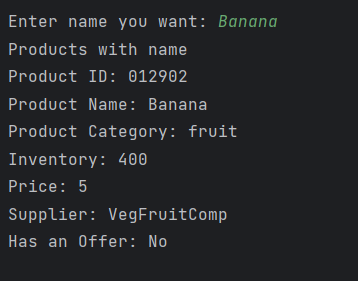 Enter name you want: Banana
Products with name
Product ID: 012902
Product Name: Banana
Product Category: fruit
Inventory: 400
Price: 5
Supplier: VegFruitComp
Has an Offer: No